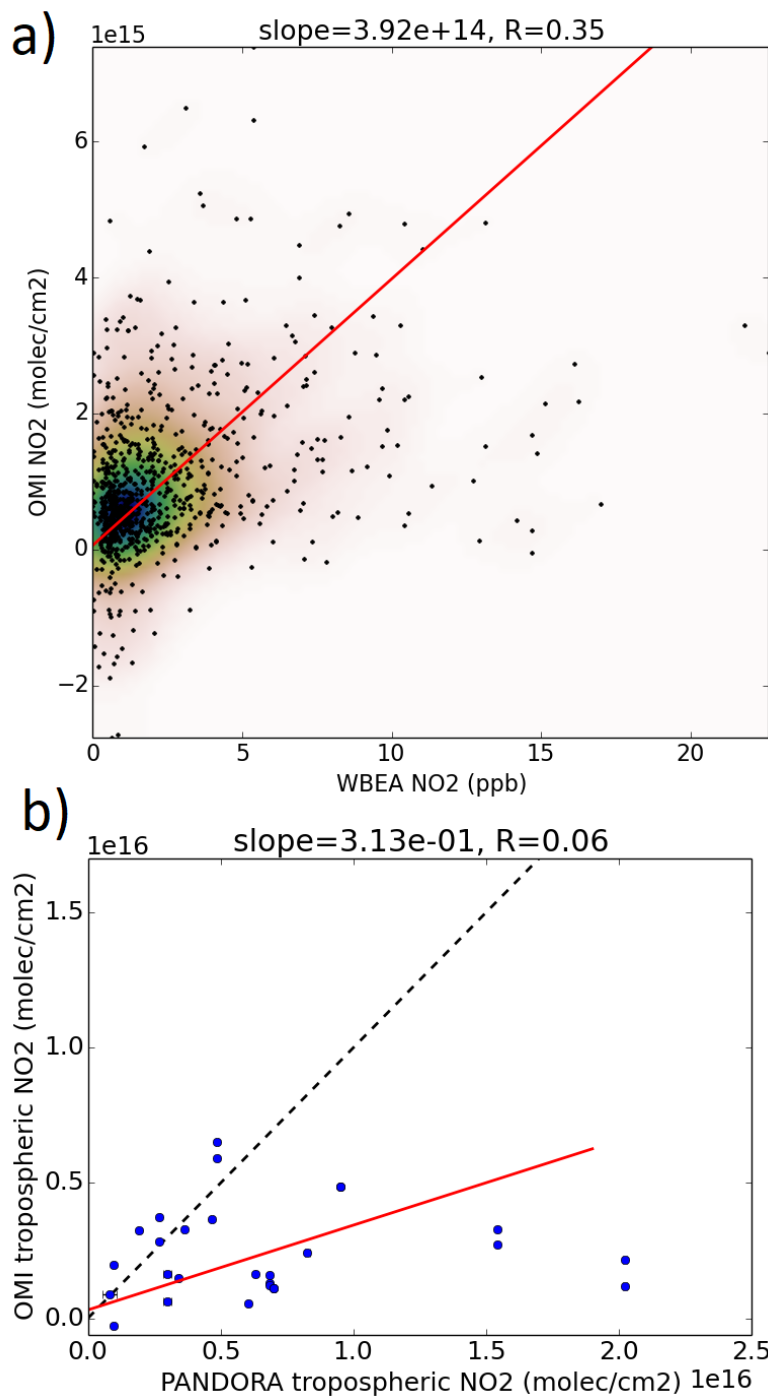 a)
1e15
slope=3.92e+14, R=0.35
6
4
2
0
−2
OMI NO2 (molec/cm2)
0 5 10 15 20
WBEA NO2 (ppb)
b)
1e16
slope=3.13e-01, R=0.06
1.5
1.0
0.5
0.0
OMI tropospheric NO2 (molec/cm2)
0.0 0.5 1.0 1.5 2.0 2.5
PANDORA tropospheric NO2 (molec/cm2) 1e16